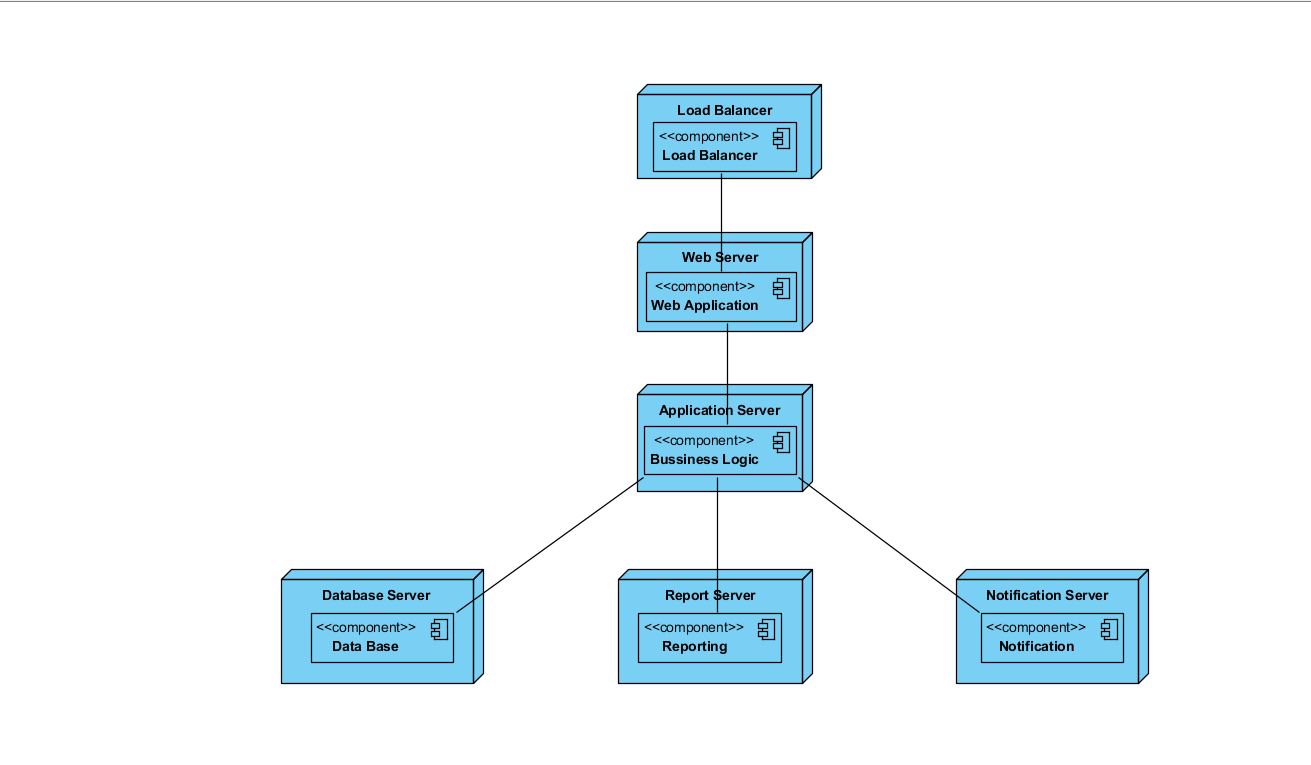 Load Balancer
<<component>>
Load Balancer
Web Server
<<component>>
Web Application
Application Server
<<component>>
Bussiness Logic
Database Server
<<component>>
Data Base
Report Server
<<component>>
Reporting
Notification Server
<<component>>
Notification